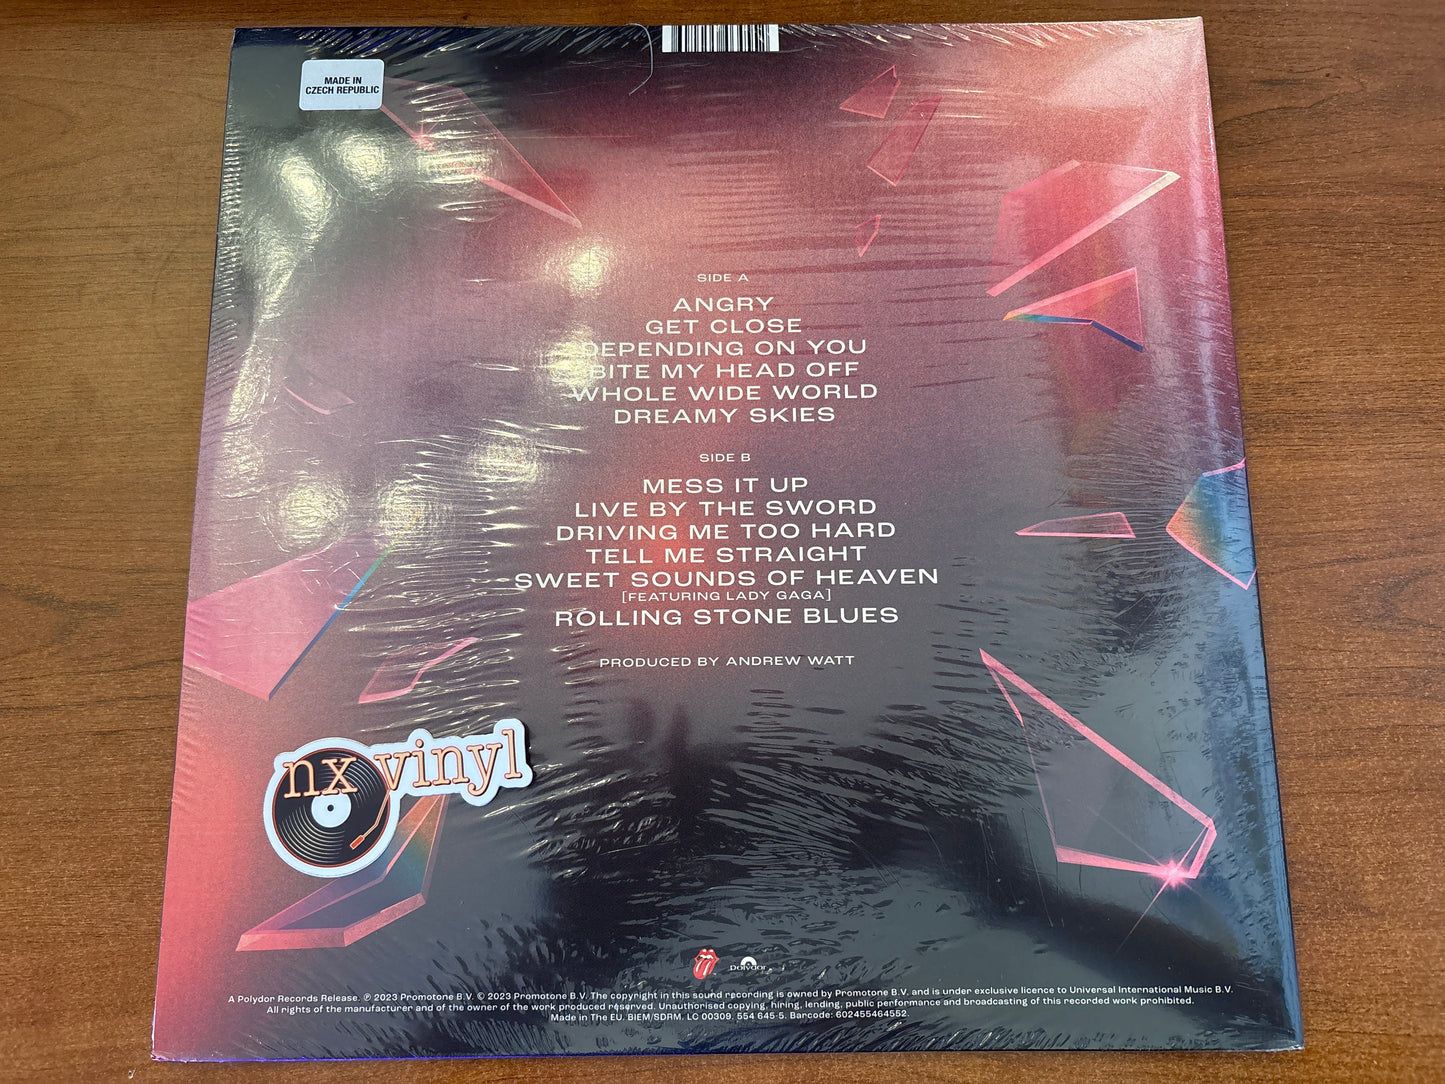 MADE IN
CZECH REPUBLIC
SIDE A
ANGRY
GET CLOSE
DEPENDING ON YOU
BITE MY HEAD OFF
WHOLE WIDE WORLD
DREAMY SKIES
SIDE B
MESS IT UP
LIVE BY THE SWORD
DRIVING ME TOO HARD
TELL ME STRAIGHT
SWEET SOUNDS OF HEAVEN
[FEATURING LADY GAGA]
ROLLING STONE BLUES
PRODUCED BY ANDREW WATT
nx vinyl
Polydor
A Polydor Records Release. ℗ 2023 Promotone B.V. © 2023 Promotone B.V. The copyright in this sound recording is owned by Promotone B.V. and is under exclusive licence to Universal International Music B.V.
All rights of the manufacturer and of the owner of the work produced reserved. Unauthorised copying, hiring, lending, public performance and broadcasting of this recorded work prohibited.
Made in The EU. BIEM/SDRM. LC 00309. 554 645-5. Barcode: 602455464552.